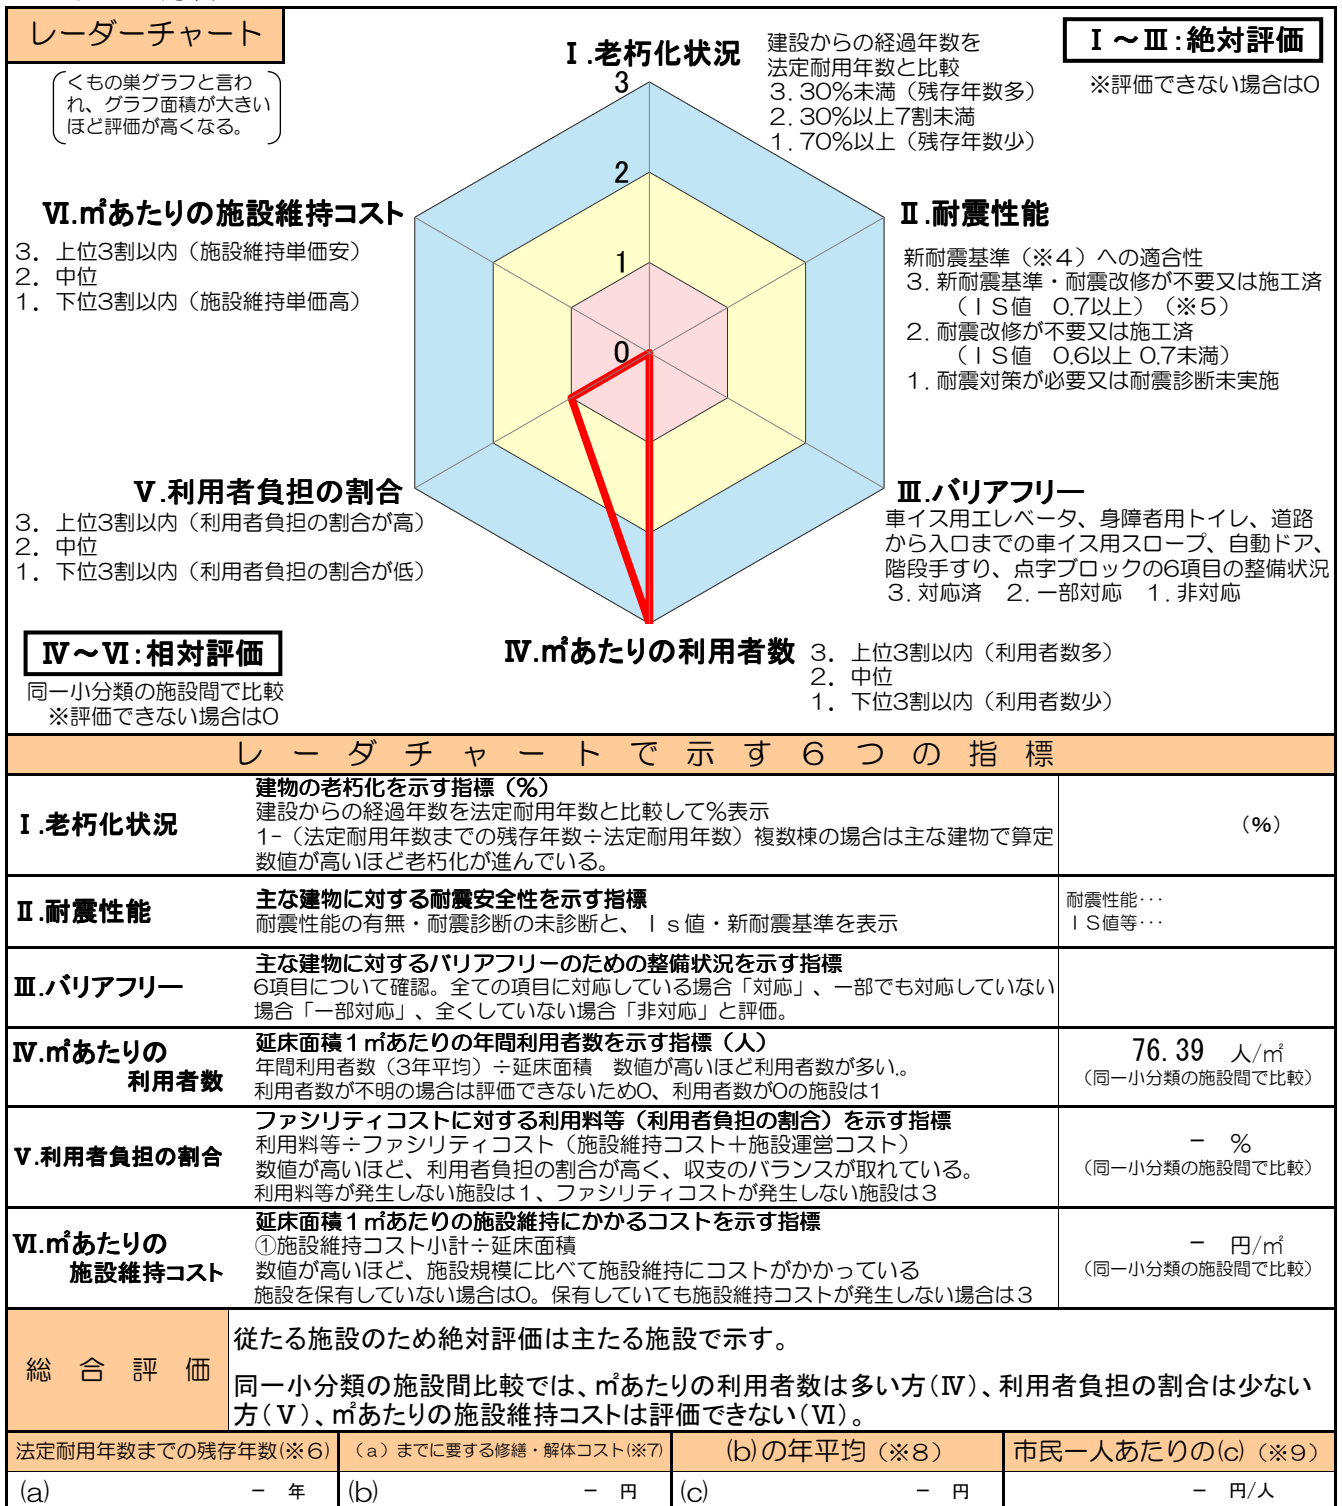 レーダーチャート
くもの巣グラフと言わ
れ、グラフ面積が大きい
ほど評価が高くなる。
Ⅰ.老朽化状況
建設からの経過年数を
法定耐用年数と比較
3. 30%未満（残存年数多）
2. 30%以上7割未満
1. 70%以上（残存年数少）
Ⅰ～Ⅲ:絶対評価
※評価できない場合は0
3
2
1
0
Ⅵ.㎡あたりの施設維持コスト
3. 上位3割以内（施設維持単価安）
2. 中位
1. 下位3割以内（施設維持単価高）
Ⅱ.耐震性能
新耐震基準（※4）への適合性
3. 新耐震基準・耐震改修が不要又は施工済
（ＩＳ値 0.7以上）（※5）
2. 耐震改修が不要又は施工済
（ＩＳ値 0.6以上 0.7未満）
1. 耐震対策が必要又は耐震診断未実施
Ⅴ.利用者負担の割合
3. 上位3割以内（利用者負担の割合が高）
2. 中位
1. 下位3割以内（利用者負担の割合が低）
Ⅲ.バリアフリー
車イス用エレベータ、身障者用トイレ、道路
から入口までの車イス用スロープ、自動ドア、
階段手すり、点字ブロックの6項目の整備状況
3. 対応済 2. 一部対応 1. 非対応
Ⅳ～Ⅵ:相対評価
同一小分類の施設間で比較
※評価できない場合は0
Ⅳ.㎡あたりの利用者数
3. 上位3割以内（利用者数多）
2. 中位
1. 下位3割以内（利用者数少）
レーダチャートで示す6つの指標
Ⅰ.老朽化状況
建物の老朽化を示す指標（%）
建設からの経過年数を法定耐用年数と比較して%表示
1-（法定耐用年数までの残存年数÷法定耐用年数）複数棟の場合は主な建物で算定
数値が高いほど老朽化が進んでいる。
（%）
Ⅱ.耐震性能
主な建物に対する耐震安全性を示す指標
耐震性能の有無・耐震診断の未診断と、Ｉｓ値・新耐震基準を表示
耐震性能･･･
ＩＳ値等･･･
Ⅲ.バリアフリー
主な建物に対するバリアフリーのための整備状況を示す指標
6項目について確認。全ての項目に対応している場合「対応」、一部でも対応していない
場合「一部対応」、全くしていない場合「非対応」と評価。
Ⅳ.㎡あたりの
利用者数
延床面積１㎡あたりの年間利用者数を示す指標（人）
年間利用者数（3年平均）÷延床面積 数値が高いほど利用者数が多い。
利用者数が不明の場合は評価できないため0、利用者数が0の施設は1
76.39 人/㎡
（同一小分類の施設間で比較）
Ⅴ.利用者負担の割合
ファシリティコストに対する利用料等（利用者負担の割合）を示す指標
利用料等÷ファシリティコスト（施設維持コスト＋施設運営コスト）
数値が高いほど、利用者負担の割合が高く、収支のバランスが取れている。
利用料等が発生しない施設は１、ファシリティコストが発生しない施設は３
－ %
（同一小分類の施設間で比較）
Ⅵ.㎡あたりの
施設維持コスト
延床面積１㎡あたりの施設維持にかかるコストを示す指標
①施設維持コスト小計÷延床面積
数値が高いほど、施設規模に比べて施設維持にコストがかかっている
施設を保有していない場合は0。保有していても施設維持コストが発生しない場合は３
－ 円/㎡
（同一小分類の施設間で比較）
総合評価
従たる施設のため絶対評価は主たる施設で示す。
同一小分類の施設間比較では、㎡あたりの利用者数は多い方(Ⅳ)、利用者負担の割合は少ない
方(Ⅴ)、㎡あたりの施設維持コストは評価できない(Ⅵ)。
法定耐用年数までの残存年数(※6)
（a）までに要する修繕・解体コスト(※7)
(b)の年平均（※8）
市民一人あたりの(c)（※9）
(a) － 年
(b) － 円
(c) － 円
－ 円/人